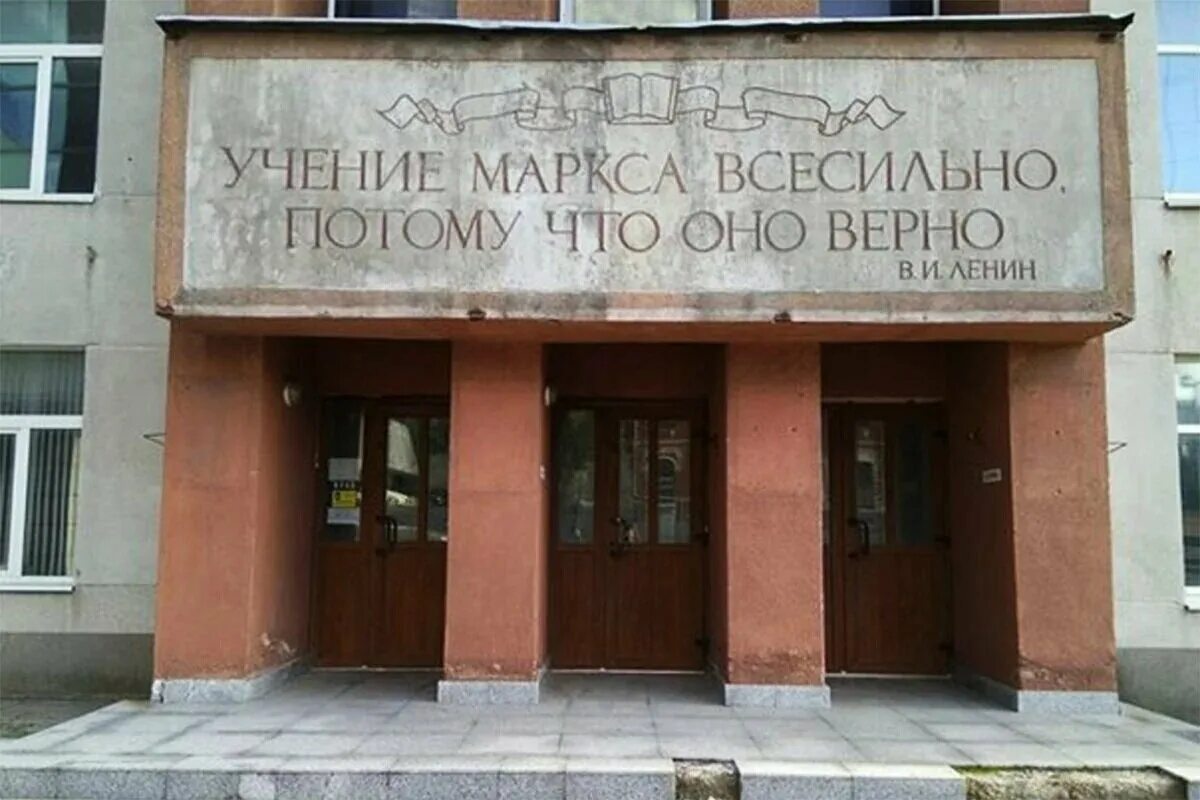 УЧЕНИЕ МАРКСА ВСЕСИЛЬНО,
ПОТОМУ ЧТО ОНО ВЕРНО
В. И. ЛЕНИН